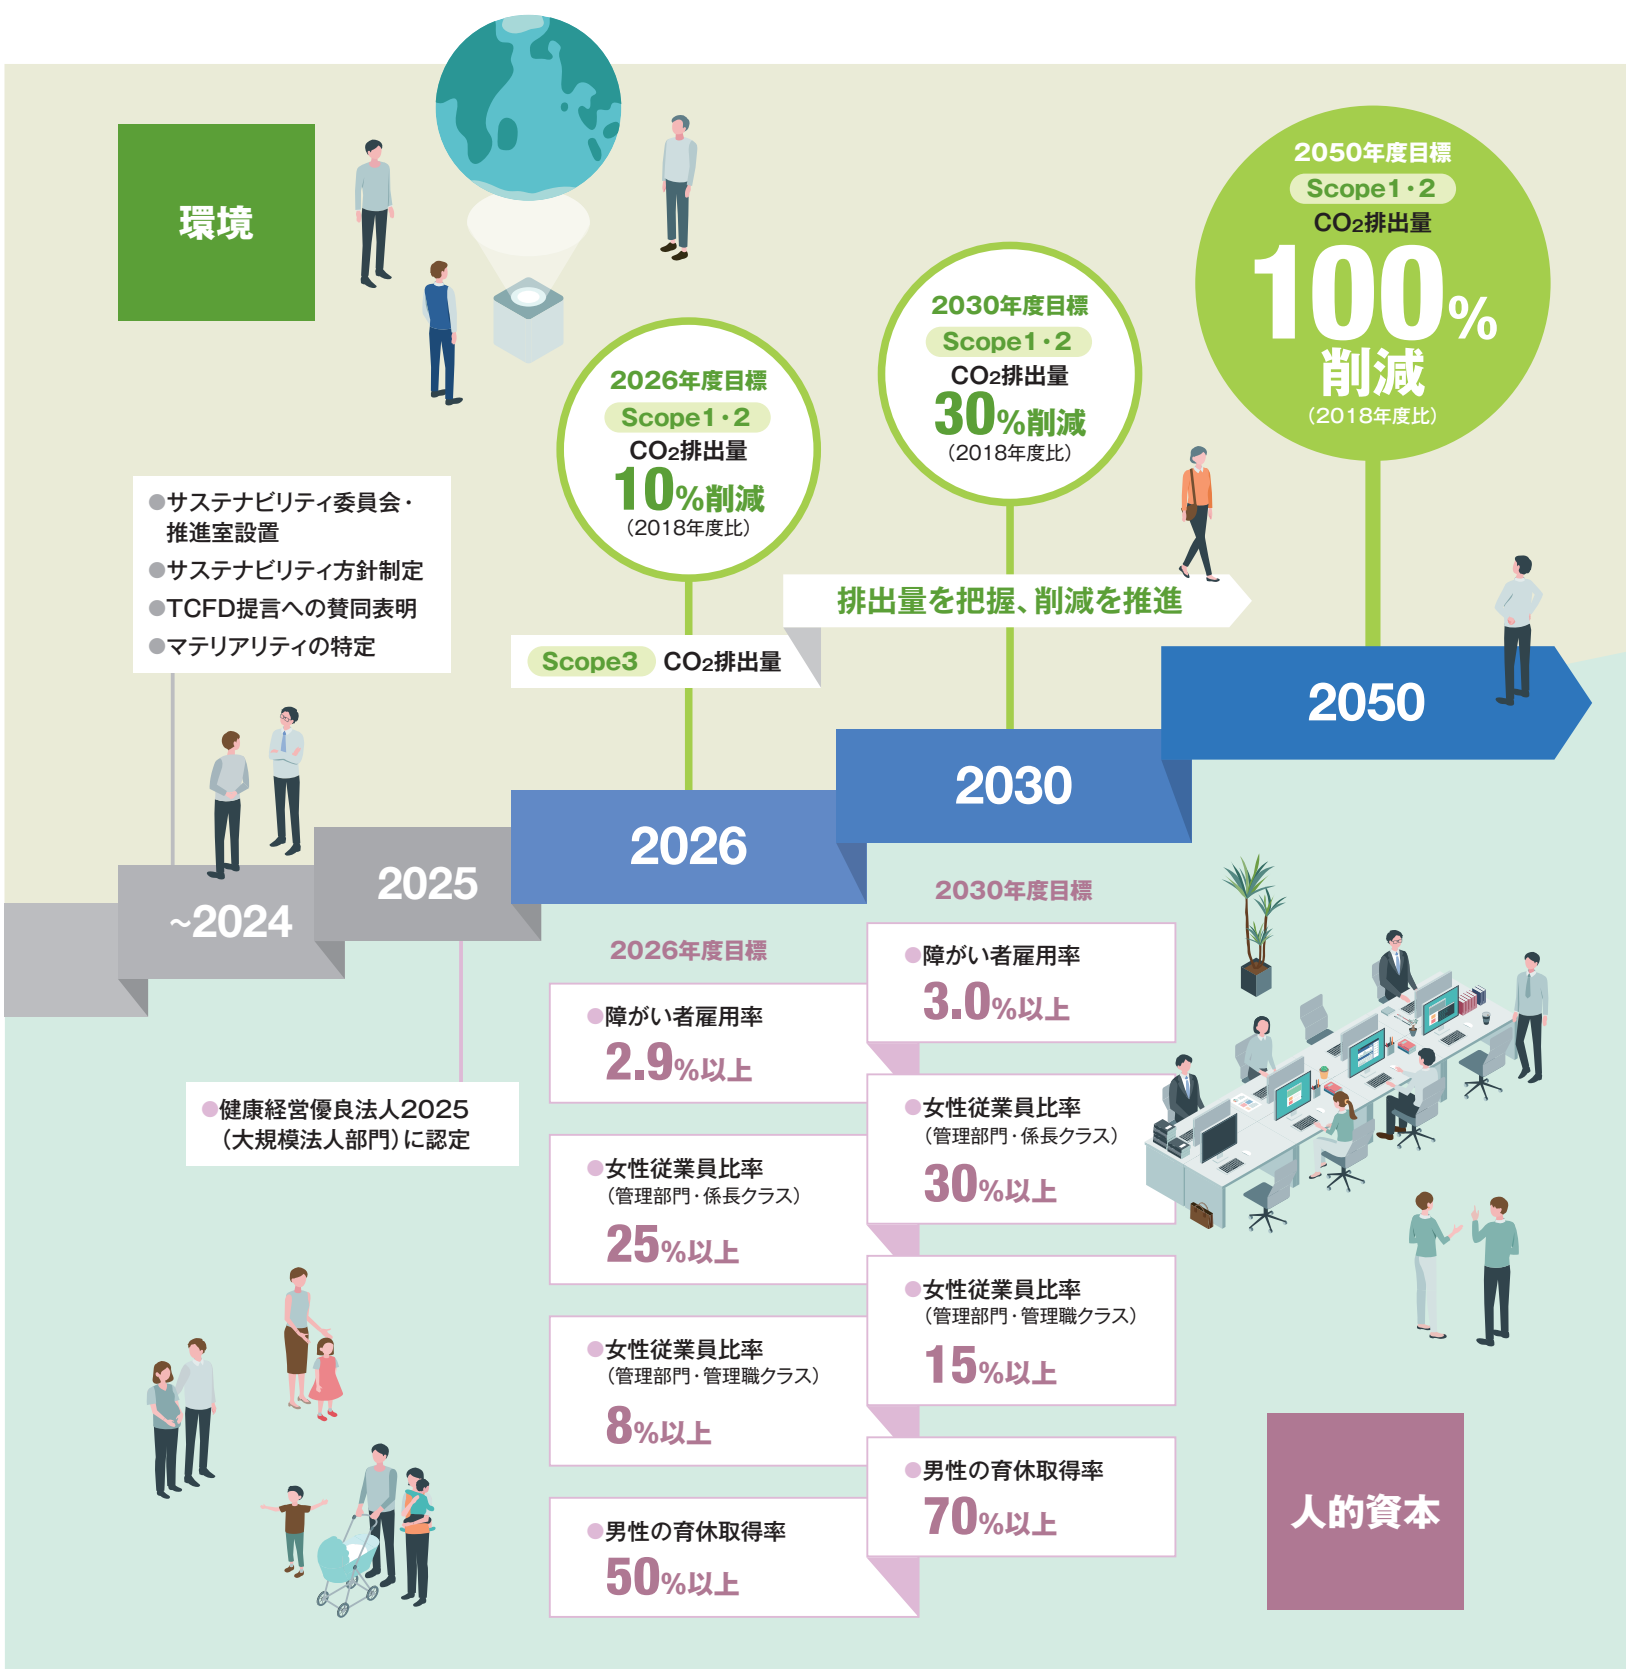 環境
2050年度目標
Scope1・2
CO2排出量
100%
削減
(2018年度比)
2030年度目標
Scope1・2
CO2排出量
30%削減
(2018年度比)
2026年度目標
Scope1・2
CO2排出量
10%削減
(2018年度比)
●サステナビリティ委員会・
推進室設置
●サステナビリティ方針制定
●TCFD提言への賛同表明
●マテリアリティの特定
Scope3 CO2排出量
排出量を把握、削減を推進
~2024
2025
2026
2030
2050
●健康経営優良法人2025
(大規模法人部門)に認定
2026年度目標
●障がい者雇用率
2.9%以上
●女性従業員比率
(管理部門・係長クラス)
25%以上
●女性従業員比率
(管理部門・管理職クラス)
8%以上
●男性の育休取得率
50%以上
2030年度目標
●障がい者雇用率
3.0%以上
●女性従業員比率
(管理部門・係長クラス)
30%以上
●女性従業員比率
(管理部門・管理職クラス)
15%以上
●男性の育休取得率
70%以上
人的資本